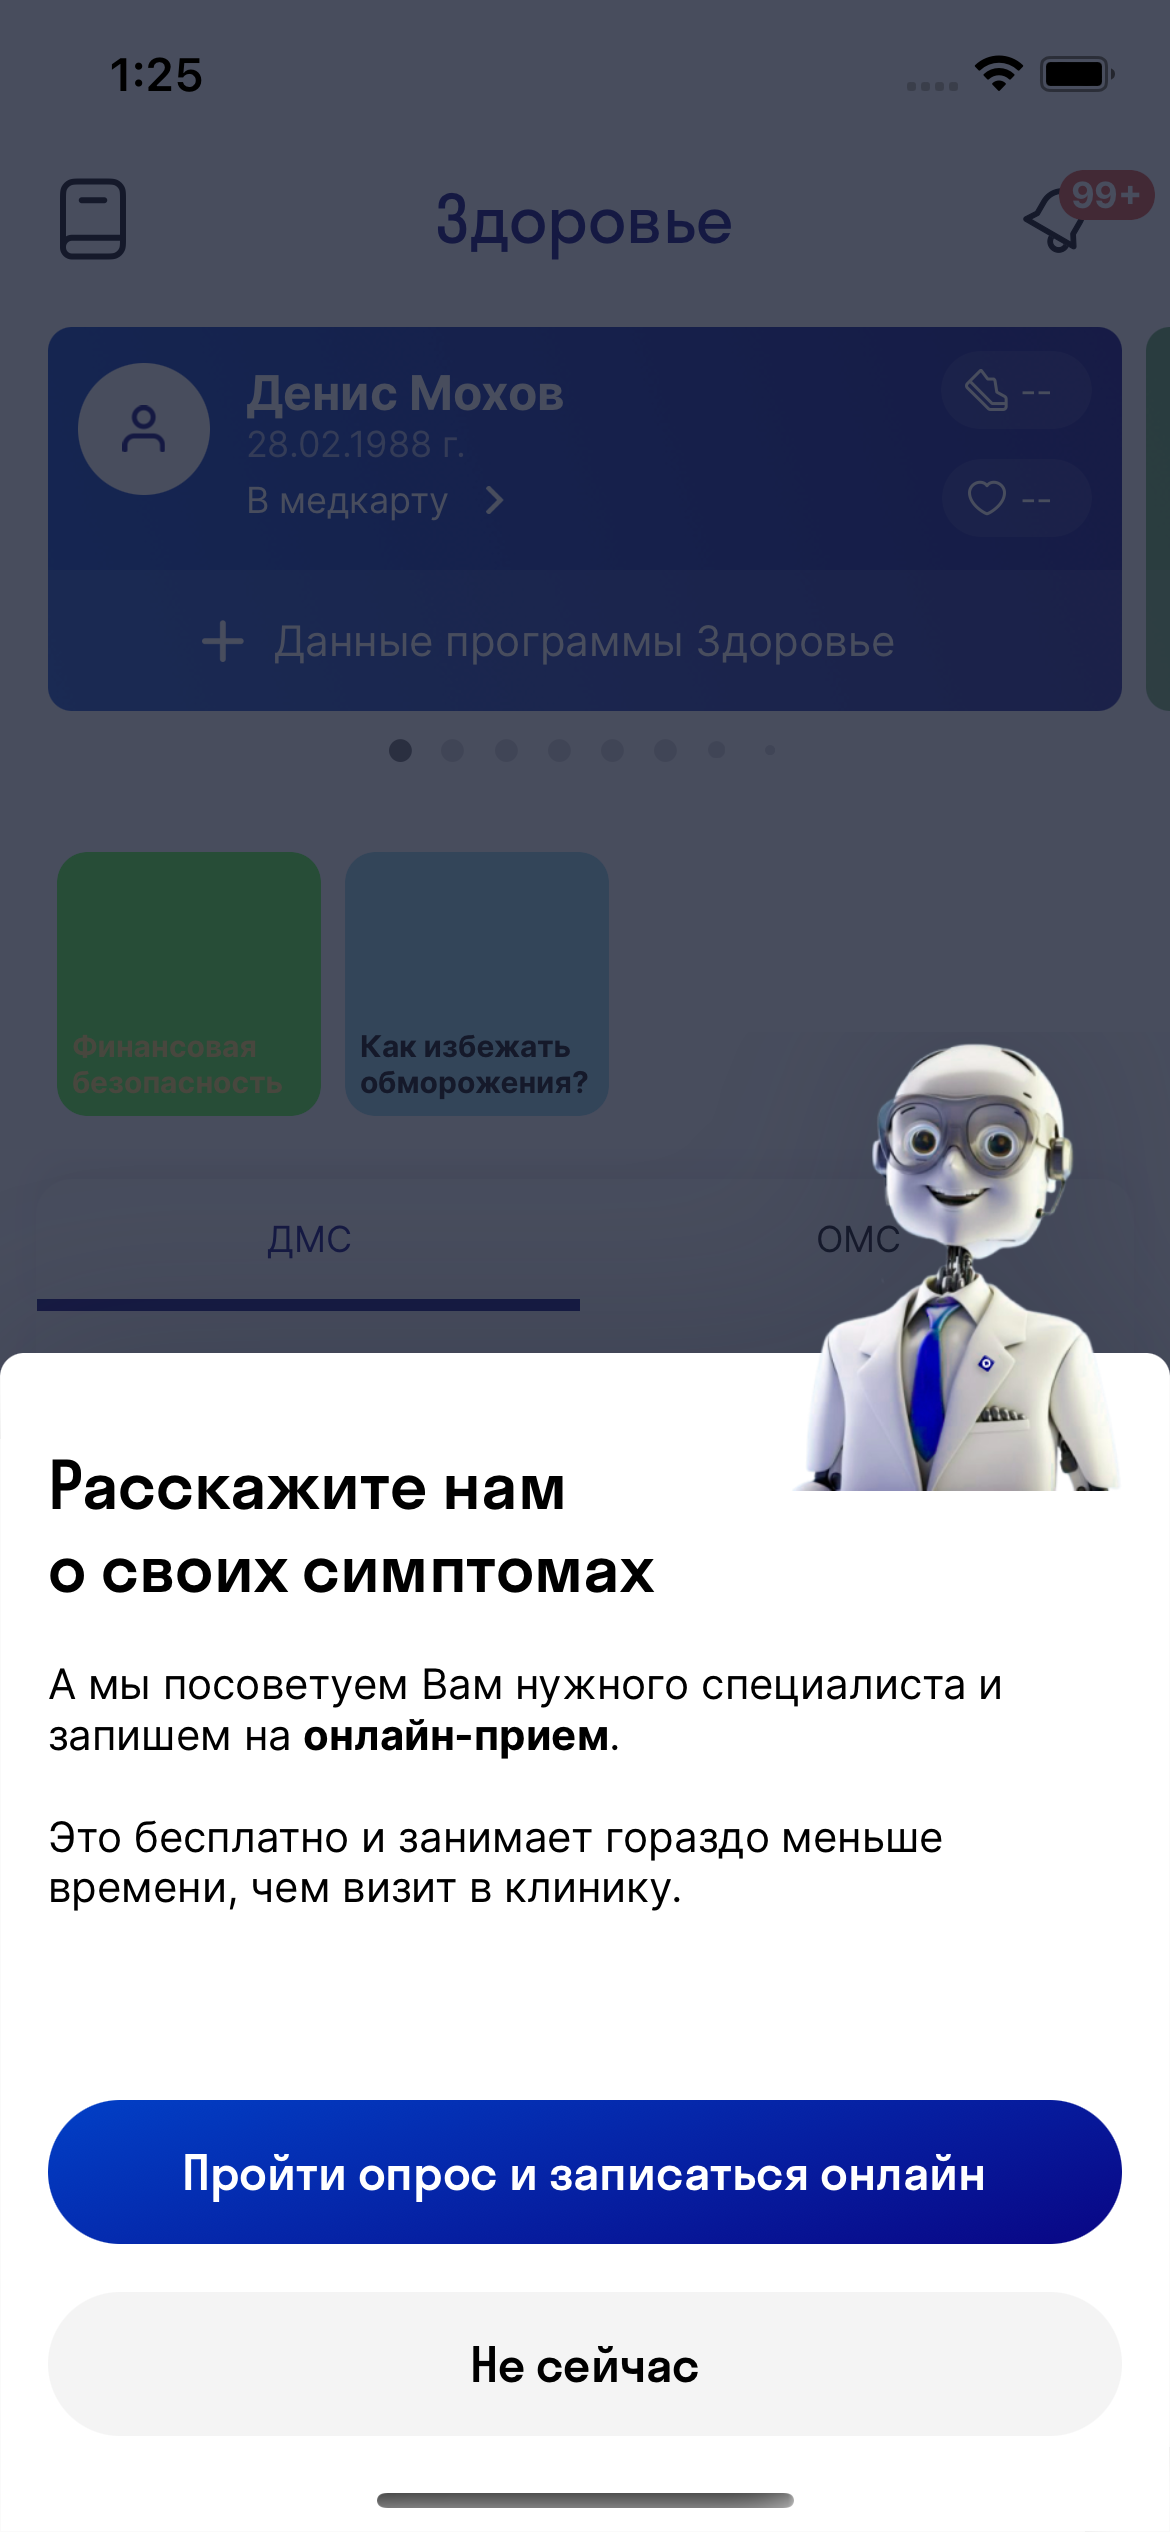 1:25
Здоровье
99+
Денис Мохов
28.02.1988 г.
В медкарту
--
--
Данные программы Здоровье
Финансовая
безопасность
Как избежать
обморожения?
ДМС
ОМС
Расскажите нам
о своих симптомах
А мы посоветуем Вам нужного специалиста и
запишем на онлайн-прием.
Это бесплатно и занимает гораздо меньше
времени, чем визит в клинику.
Пройти опрос и записаться онлайн
Не сейчас